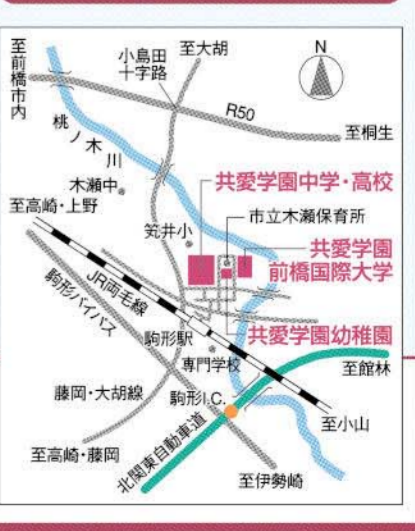 至前橋市内
小島田
十字路
至大胡
N
R50
至桐生
桃ノ木川
木瀬中
共愛学園中学・高校
至高崎・上野
市立木瀬保育所
笂井小
共愛学園
前橋国際大学
JR両毛線
駒形バイパス
駒形駅
共愛学園幼稚園
専門学校
至館林
藤岡・大胡線
駒形I.C.
至小山
北関東自動車道
至高崎・藤岡
至伊勢崎